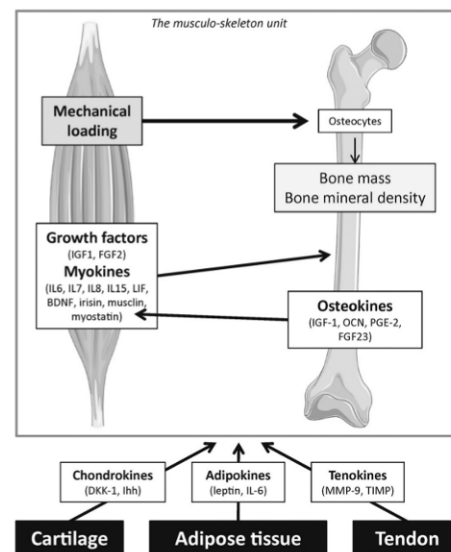 The musculo-skeleton unit
Mechanical
loading
Osteocytes
Bone mass
Bone mineral density
Growth factors
(IGF1, FGF2)
Myokines
(IL6, IL7, IL8, IL15, LIF,
BDNF, irisin, musclin,
myostatin)
Osteokines
(IGF-1, OCN, PGE-2,
FGF23)
Chondrokines
(DKK-1, Ihh)
Adipokines
(leptin, IL-6)
Tenokines
(MMP-9, TIMP)
Cartilage
Adipose tissue
Tendon